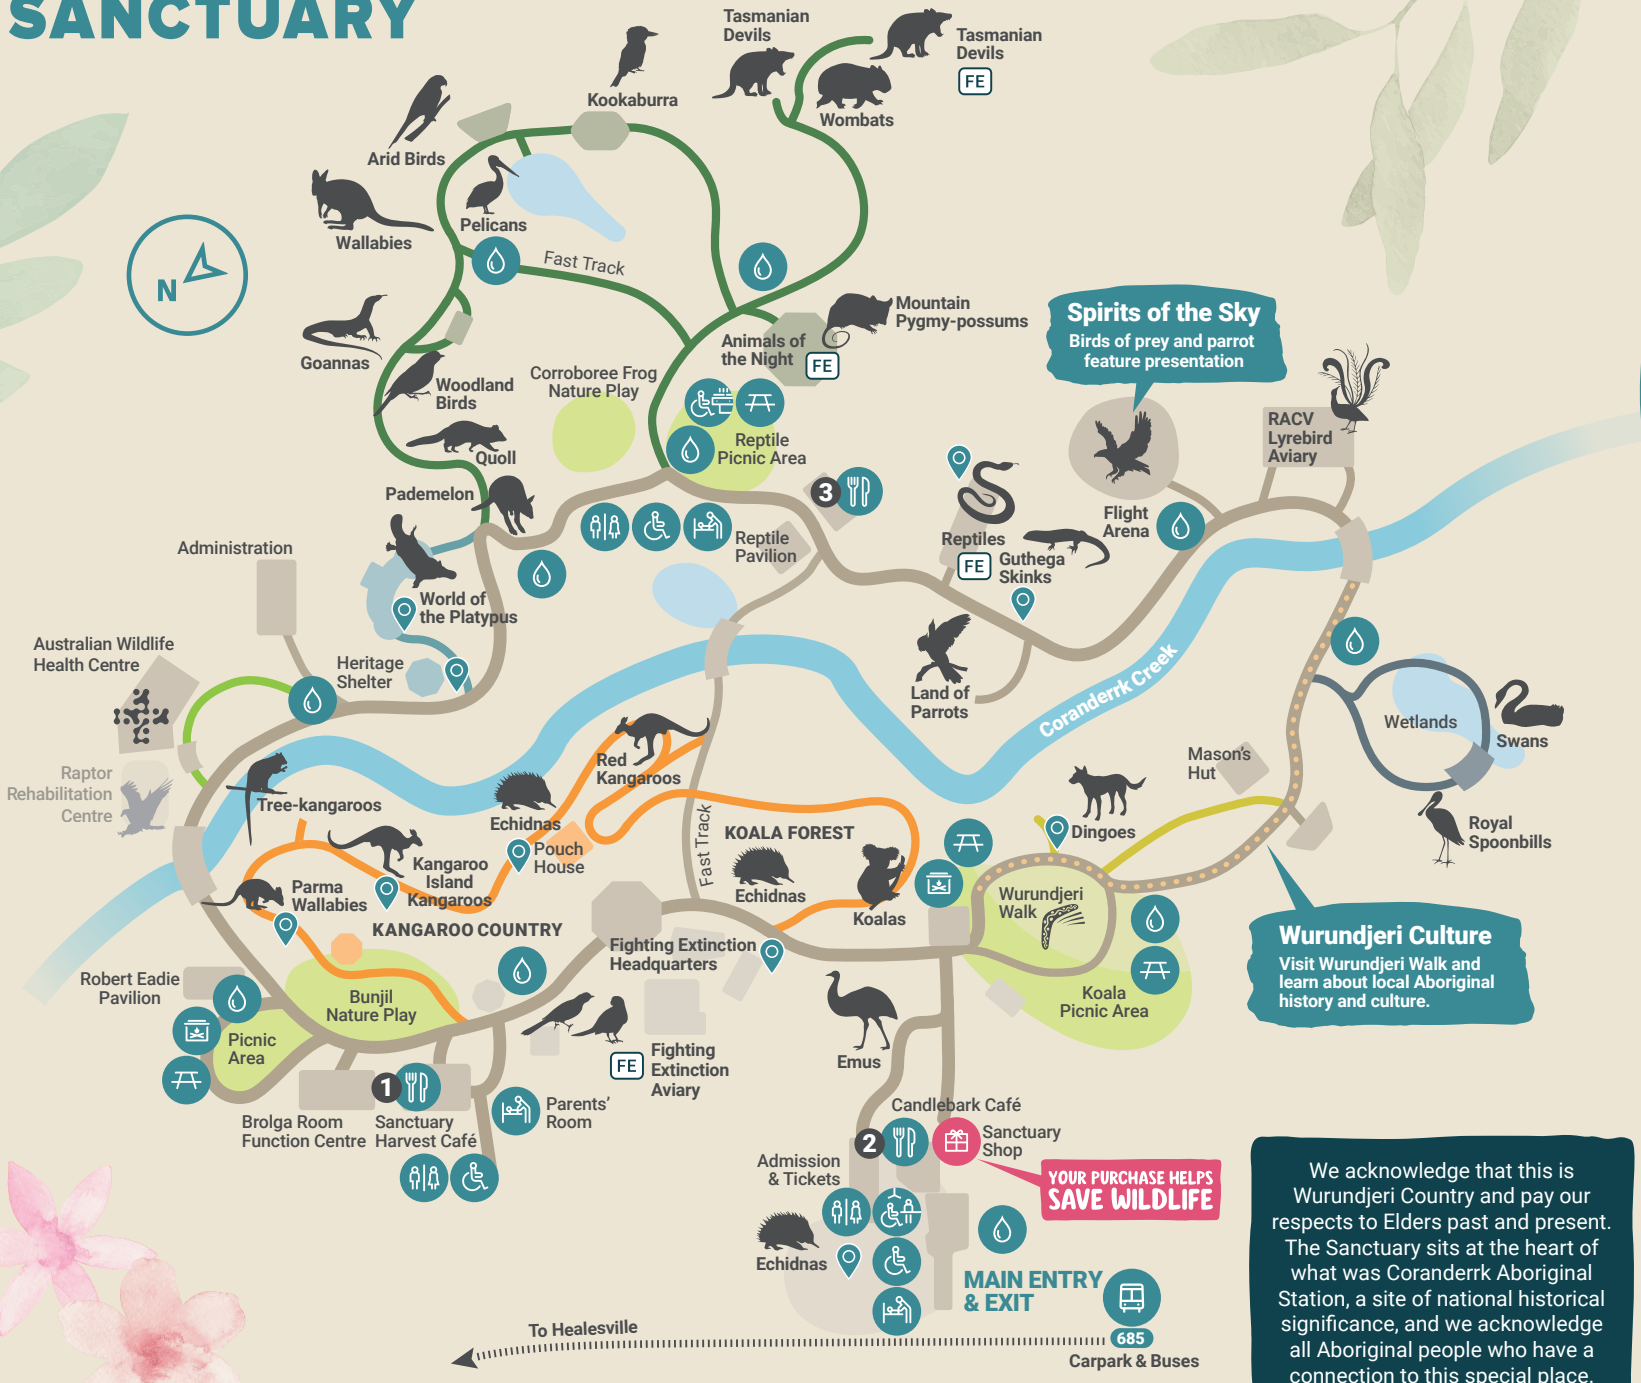 SANCTUARY
Tasmanian
Devils
Tasmanian
Devils
FE
Wombats
Kookaburra
Arid Birds
Wallabies
Pelicans
Fast Track
N
Goannas
Woodland
Birds
Quoll
Pademelon
Corroboree Frog
Nature Play
Animals of
the Night
FE
Mountain
Pygmy-possums
Reptile
Picnic Area
3
Reptile
Pavilion
Spirits of the Sky
Birds of prey and parrot
feature presentation
RACV
Lyrebird
Aviary
Flight
Arena
Reptiles
FE
Guthega
Skinks
Land of
Parrots
Coranderrk Creek
Administration
World of
the Platypus
Heritage
Shelter
Australian Wildlife
Health Centre
Raptor
Rehabilitation
Centre
Tree-kangaroos
Kangaroo
Island
Kangaroos
Parma
Wallabies
KANGAROO COUNTRY
Echidnas
Pouch
House
Red
Kangaroos
Fast Track
KOALA FOREST
Echidnas
Koalas
Fighting Extinction
Headquarters
Dingoes
Mason's
Hut
Wetlands
Swans
Royal
Spoonbills
Wurundjeri
Walk
Koala
Picnic Area
Wurundjeri Culture
Visit Wurundjeri Walk and
learn about local Aboriginal
history and culture.
Robert Eadie
Pavilion
Picnic
Area
Bunjil
Nature Play
Brolga Room
Function Centre
1
Sanctuary
Harvest Café
Parents'
Room
FE
Fighting
Extinction
Aviary
Emus
Candlebark Café
2
Sanctuary
Shop
YOUR PURCHASE HELPS
SAVE WILDLIFE
Admission
& Tickets
Echidnas
MAIN ENTRY
& EXIT
685
Carpark & Buses
To Healesville
We acknowledge that this is
Wurundjeri Country and pay our
respects to Elders past and present.
The Sanctuary sits at the heart of
what was Coranderrk Aboriginal
Station, a site of national historical
significance, and we acknowledge
all Aboriginal people who have a
connection to this special place.